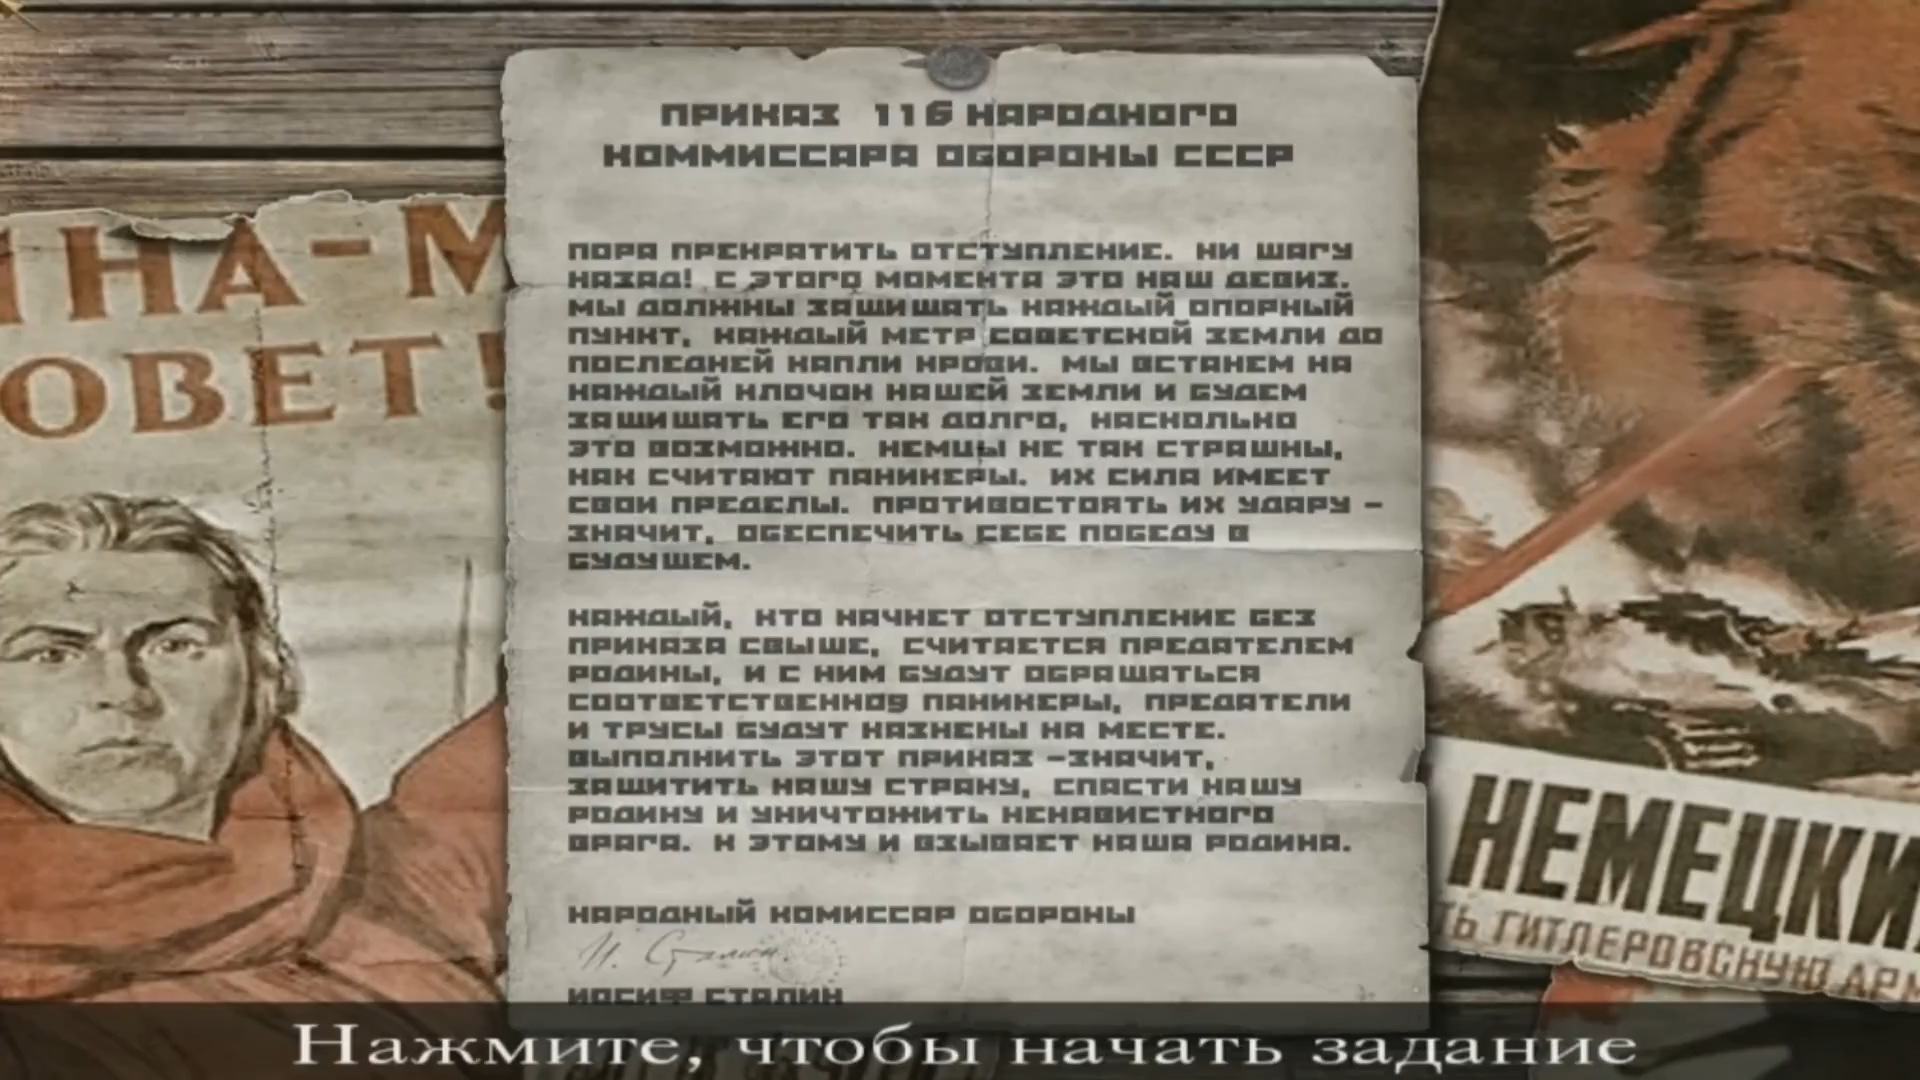 ИНА-М
ОВЕТ!
ПРИКАЗ 116 НАРОДНОГО
КОММИССАРА ОБОРОНЫ СССР
ПОРА ПРЕКРАТИТЬ ОТСТУПЛЕНИЕ. НИ ШАГУ
НАЗАД! С ЭТОГО МОМЕНТА ЭТО НАШ ДЕВИЗ.
МЫ ДОЛЖНЫ ЗАЩИЩАТЬ КАЖДЫЙ ОПОРНЫЙ
ПУНКТ, КАЖДЫЙ МЕТР СОВЕТСКОЙ ЗЕМЛИ ДО
ПОСЛЕДНЕЙ КАПЛИ КРОВИ. МЫ ВСТАНЕМ НА
КАЖДЫЙ КЛОЧОК НАШЕЙ ЗЕМЛИ И БУДЕМ
ЗАЩИЩАТЬ ЕГО ТАК ДОЛГО, НАСКОЛЬКО
ЭТО ВОЗМОЖНО. НЕМЦЫ НЕ ТАК СТРАШНЫ,
КАК СЧИТАЮТ ПАНИКЕРЫ. ИХ СИЛА ИМЕЕТ
СВОИ ПРЕДЕЛЫ. ПРОТИВОСТОЯТЬ ИХ УДАРУ –
ЗНАЧИТ, ОБЕСПЕЧИТЬ СЕБЕ ПОБЕДУ В
БУДУЩЕМ.
КАЖДЫЙ, КТО НАЧНЕТ ОТСТУПЛЕНИЕ БЕЗ
ПРИКАЗА СВЫШЕ, СЧИТАЕТСЯ ПРЕДАТЕЛЕМ
РОДИНЫ, И С НИМ БУДУТ ОБРАЩАТЬСЯ
СООТВЕТСТВЕННО9 ПАНИКЕРЫ, ПРЕДАТЕЛИ
И ТРУСЫ БУДУТ КАЗНЕНЫ НА МЕСТЕ.
ВЫПОЛНИТЬ ЭТОТ ПРИКАЗ –ЗНАЧИТ,
ЗАЩИТИТЬ НАШУ СТРАНУ, СПАСТИ НАШУ
РОДИНУ И УНИЧТОЖИТЬ НЕНАВИСТНОГО
ВРАГА. К ЭТОМУ И ВЗЫВАЕТ НАША РОДИНА.
НАРОДНЫЙ КОМИССАР ОБОРОНЫ
И. Сталин
ИОСИФ СТАЛИН
НЕМЕЦКИ
ТЬ ГИТЛЕРОВСКУЮ АРМ
Нажмите, чтобы начать задание